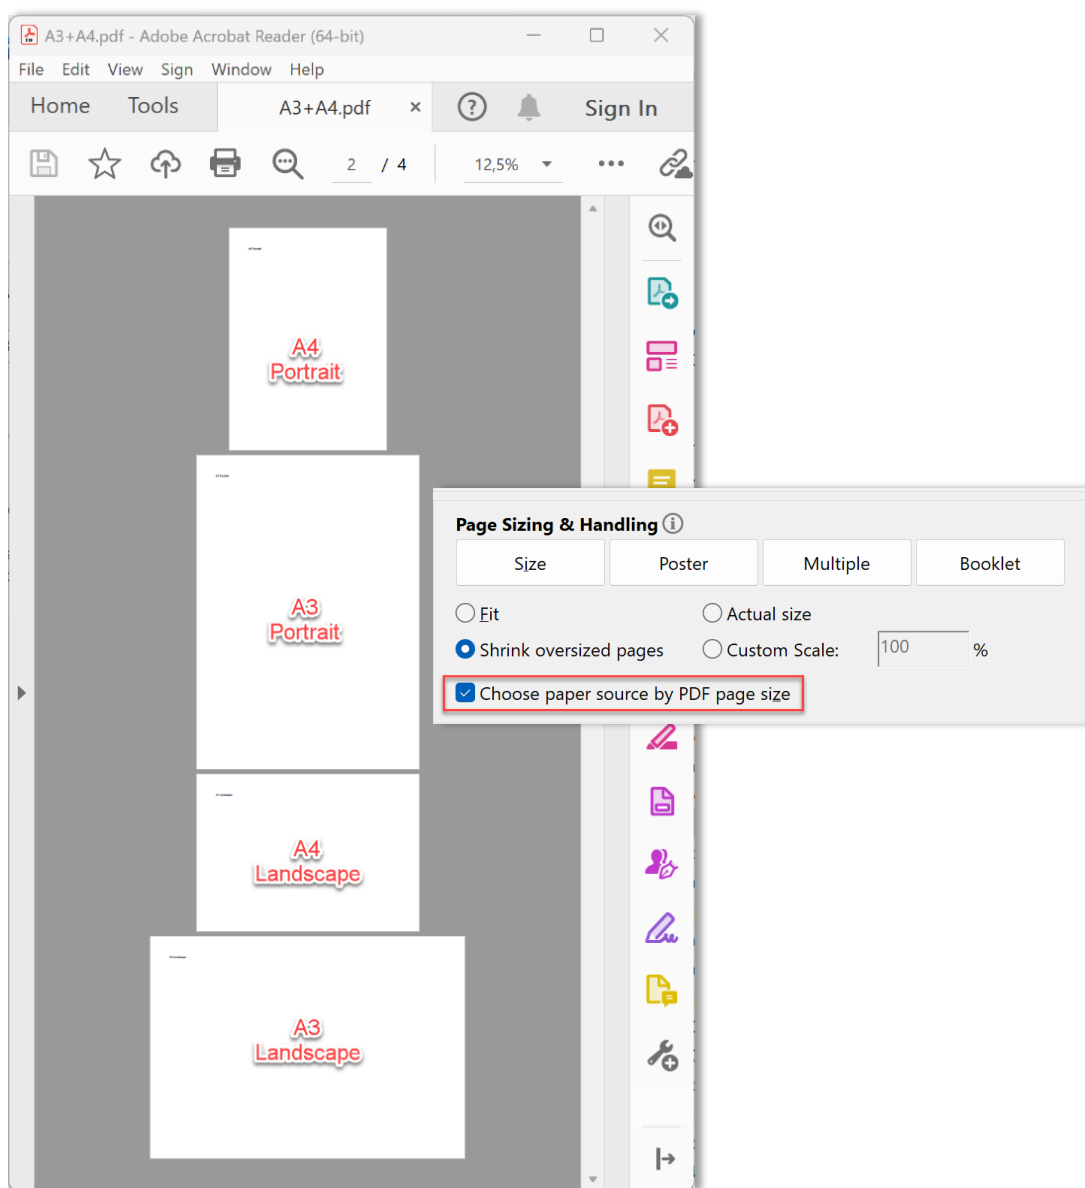 A3+A4.pdf - Adobe Acrobat Reader (64-bit)
File Edit View Sign Window Help
Home Tools A3+A4.pdf × ? Sign In
2 / 4 12,5%
A4
Portrait
A3
Portrait
A4
Landscape
A3
Landscape
Page Sizing & Handling
Size Poster Multiple Booklet
Fit Actual size
Shrink oversized pages Custom Scale: 100 %
Choose paper source by PDF page size